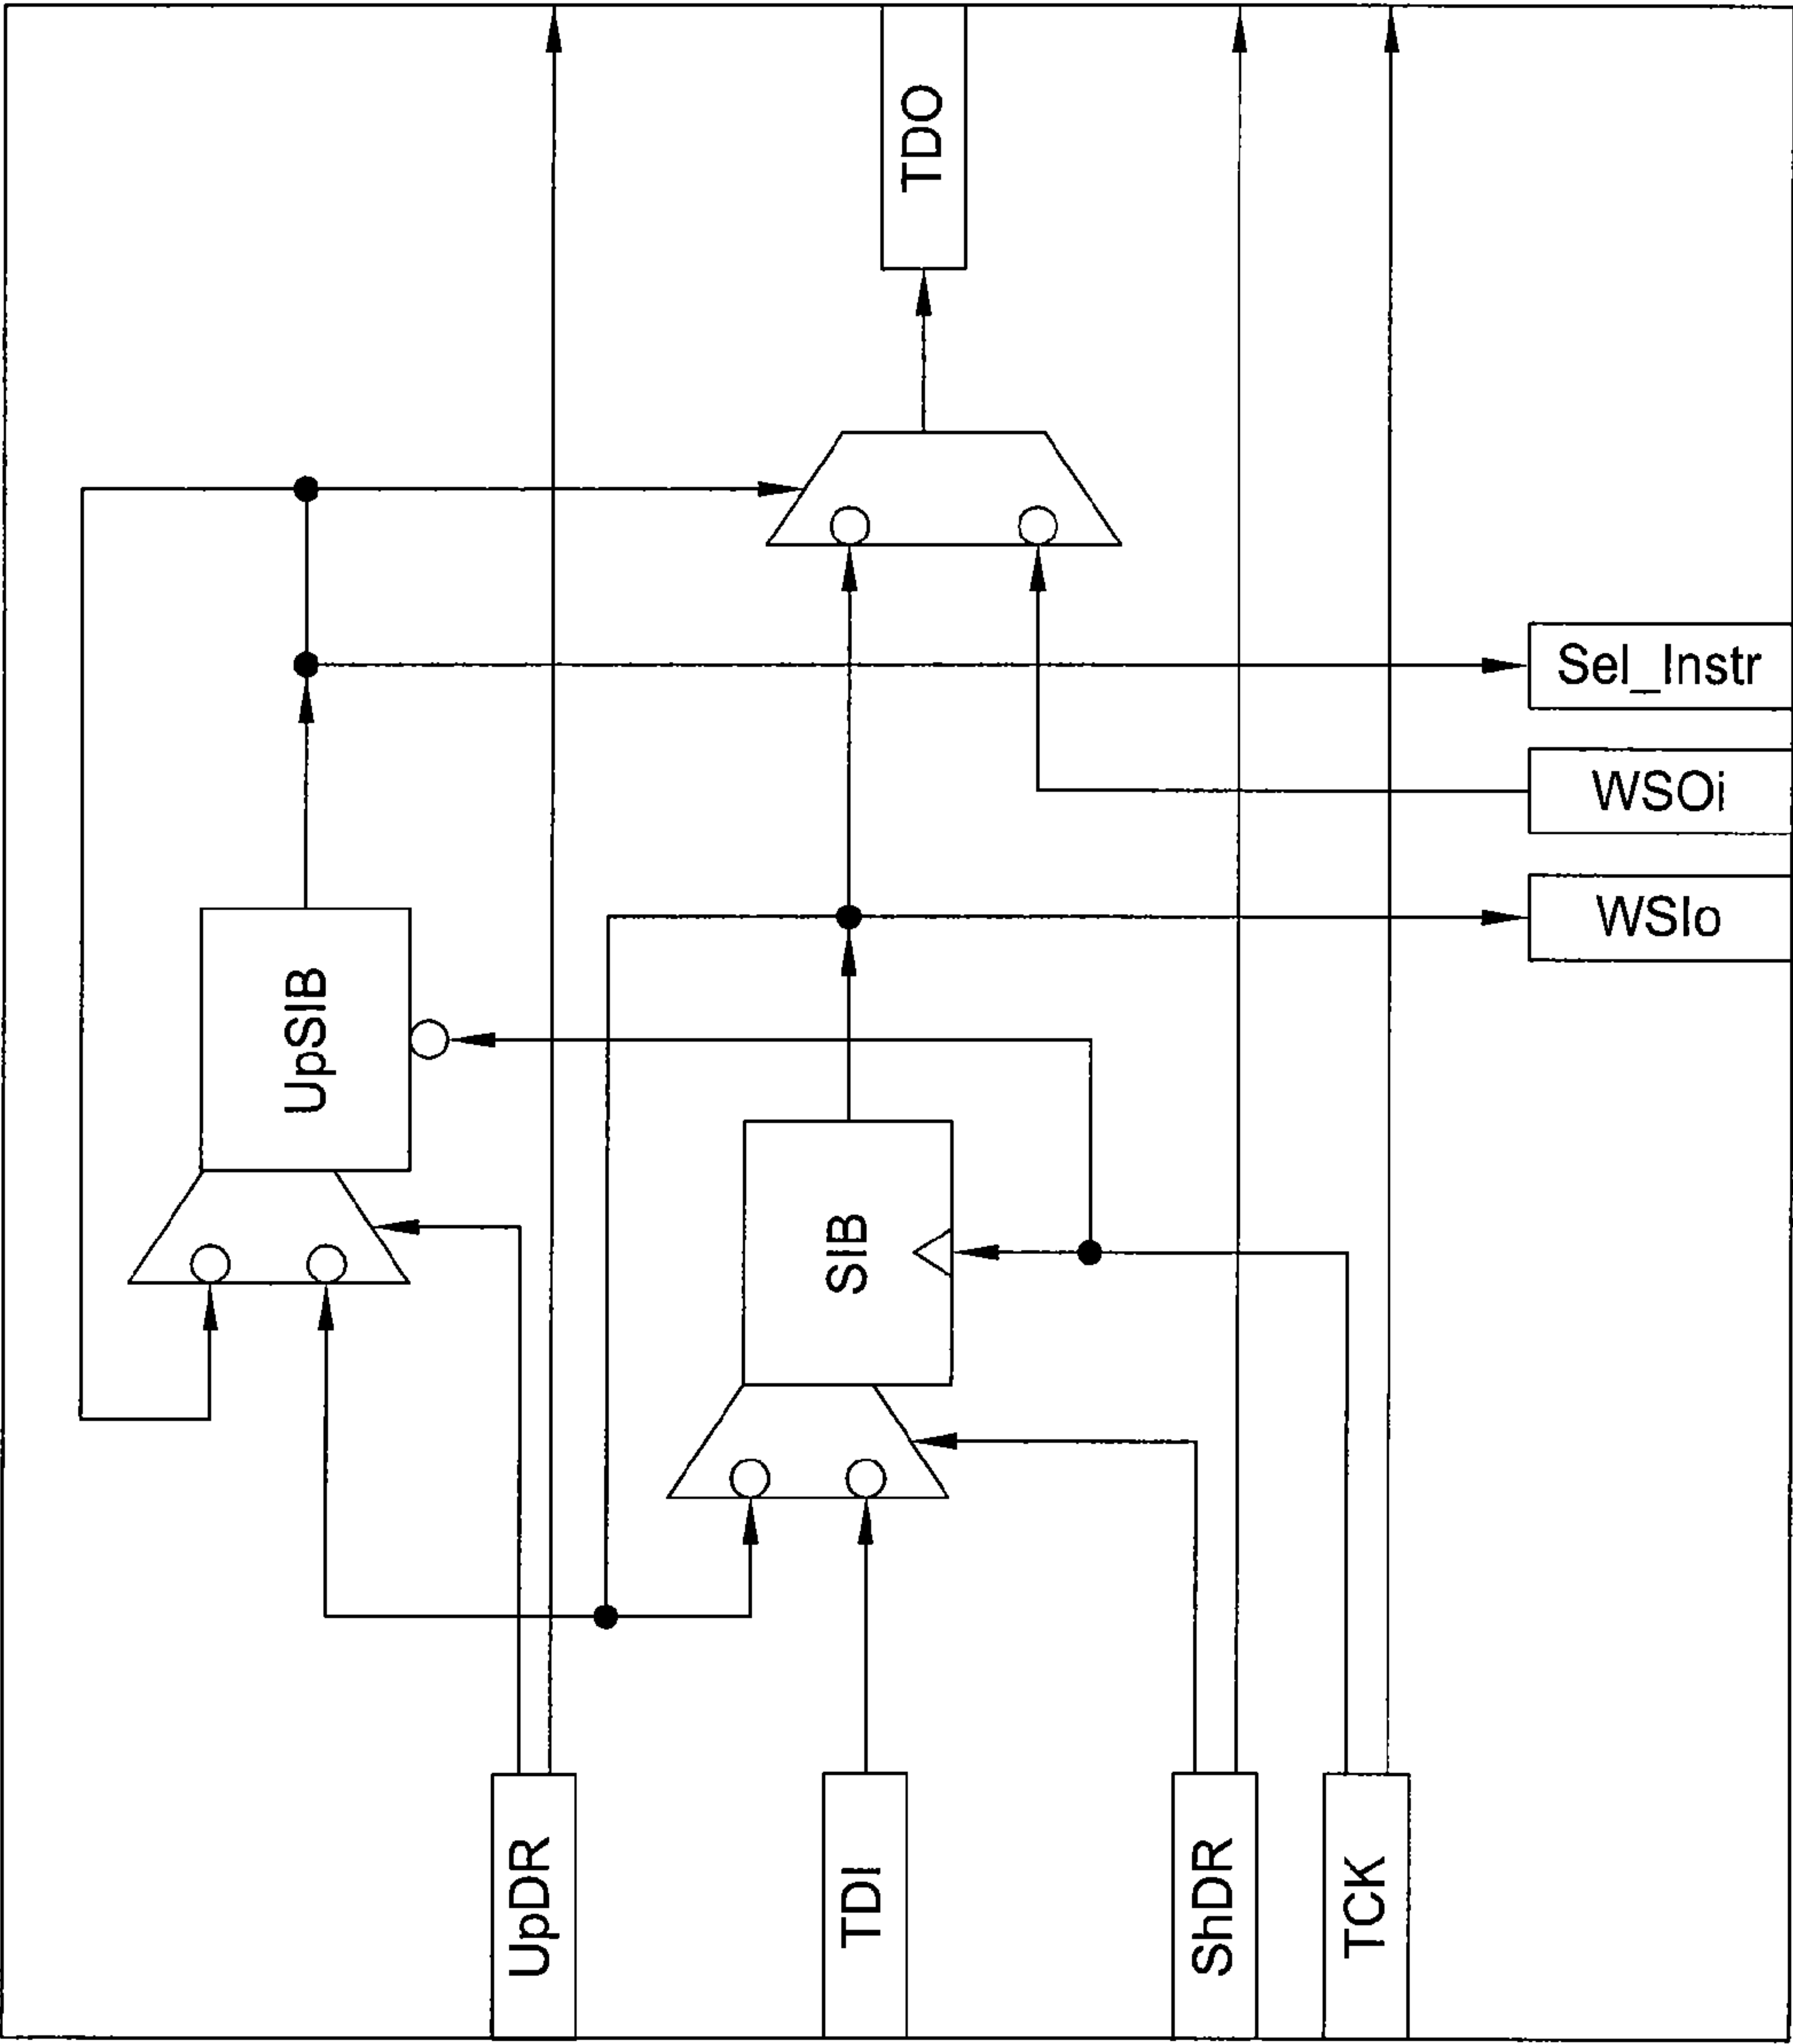 TDO
Sel_Instr
WSOi
WSIo
UpSIB
SIB
UpDR
TDI
ShDR
TCK